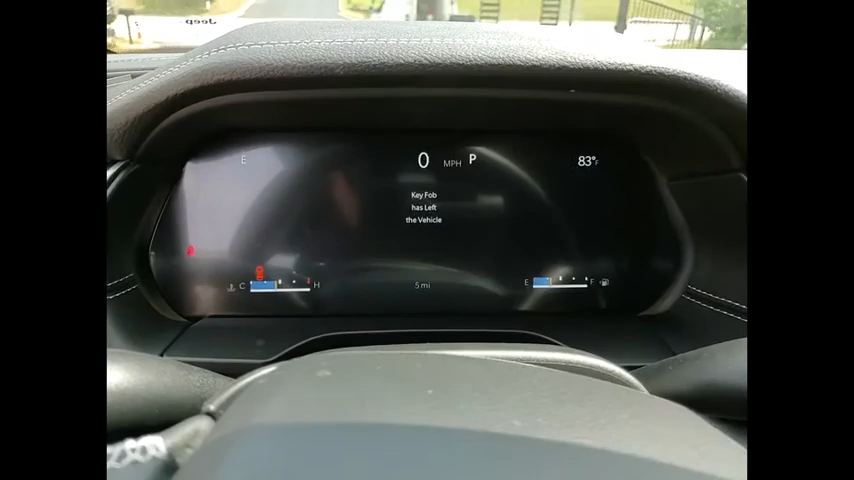 Jeep
E
0 MPH P
83°F
Key Fob
has Left
the Vehicle
C H
5 mi
E F